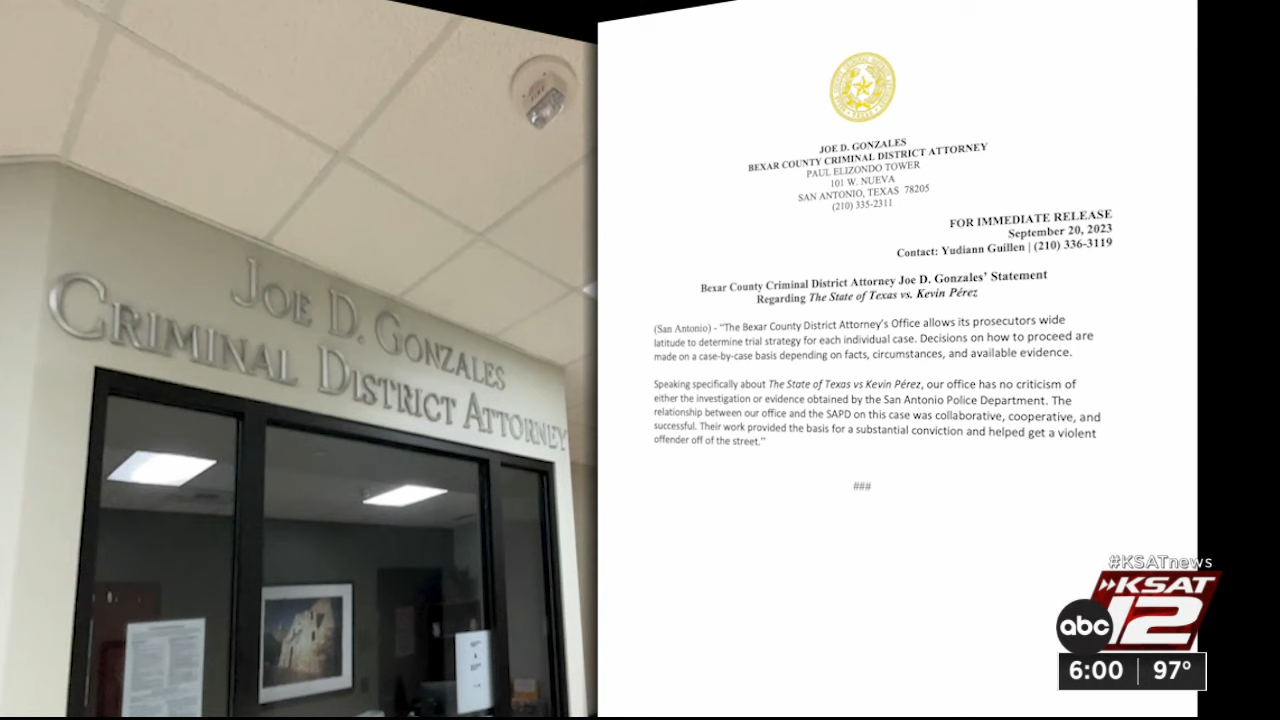 JOE D. GONZALES
CRIMINAL DISTRICT ATTORNEY
JOE D. GONZALES
BEXAR COUNTY CRIMINAL DISTRICT ATTORNEY
PAUL ELIZONDO TOWER
101 W. NUEVA
SAN ANTONIO, TEXAS 78205
(210) 335-2311
FOR IMMEDIATE RELEASE
September 20, 2023
Contact: Yudiann Guillen | (210) 336-3119
Bexar County Criminal District Attorney Joe D. Gonzales' Statement
Regarding The State of Texas vs. Kevin Pérez
(San Antonio) - "The Bexar County District Attorney's Office allows its prosecutors wide
latitude to determine trial strategy for each individual case. Decisions on how to proceed are
made on a case-by-case basis depending on facts, circumstances, and available evidence.
Speaking specifically about The State of Texas vs Kevin Pérez, our office has no criticism of
either the investigation or evidence obtained by the San Antonio Police Department. The
relationship between our office and the SAPD on this case was collaborative, cooperative, and
successful. Their work provided the basis for a substantial conviction and helped get a violent
offender off of the street."
###
#KSATnews
KSAT
abc 12
6:00 97°